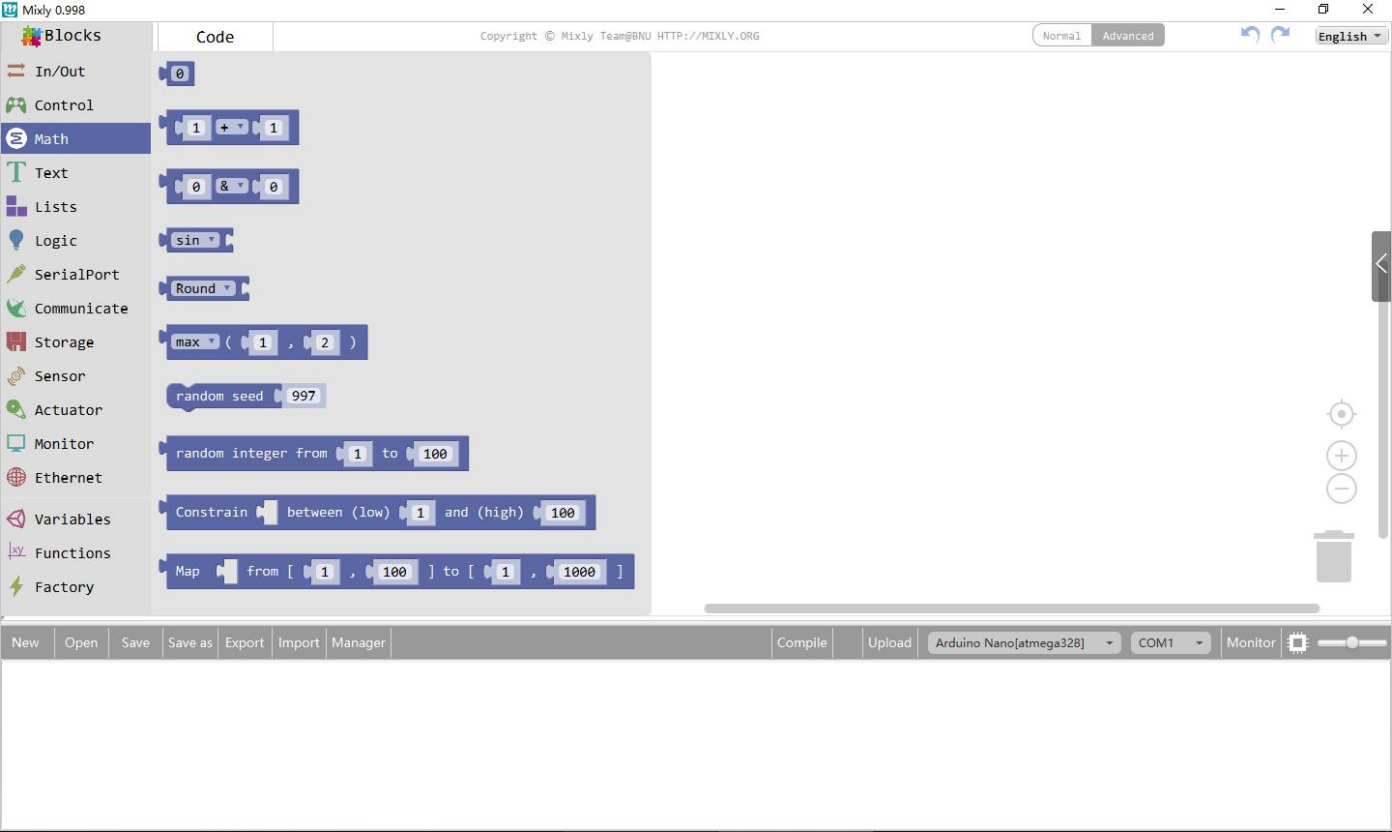 Mixly 0.998
Blocks
Code
Copyright © Mixly Team@BNU HTTP://MIXLY.ORG
Normal Advanced
English
In/Out
Control
Math
Text
Lists
Logic
SerialPort
Communicate
Storage
Sensor
Actuator
Monitor
Ethernet
Variables
xy
Functions
Factory
0
1 + 1
0 & 0
sin
Round
max ( 1 , 2 )
random seed 997
random integer from 1 to 100
Constrain between (low) 1 and (high) 100
Map from [ 1 , 100 ] to [ 1 , 1000 ]
New Open Save Save as Export Import Manager Compile Upload Arduino Nano[atmega328] COM1 Monitor